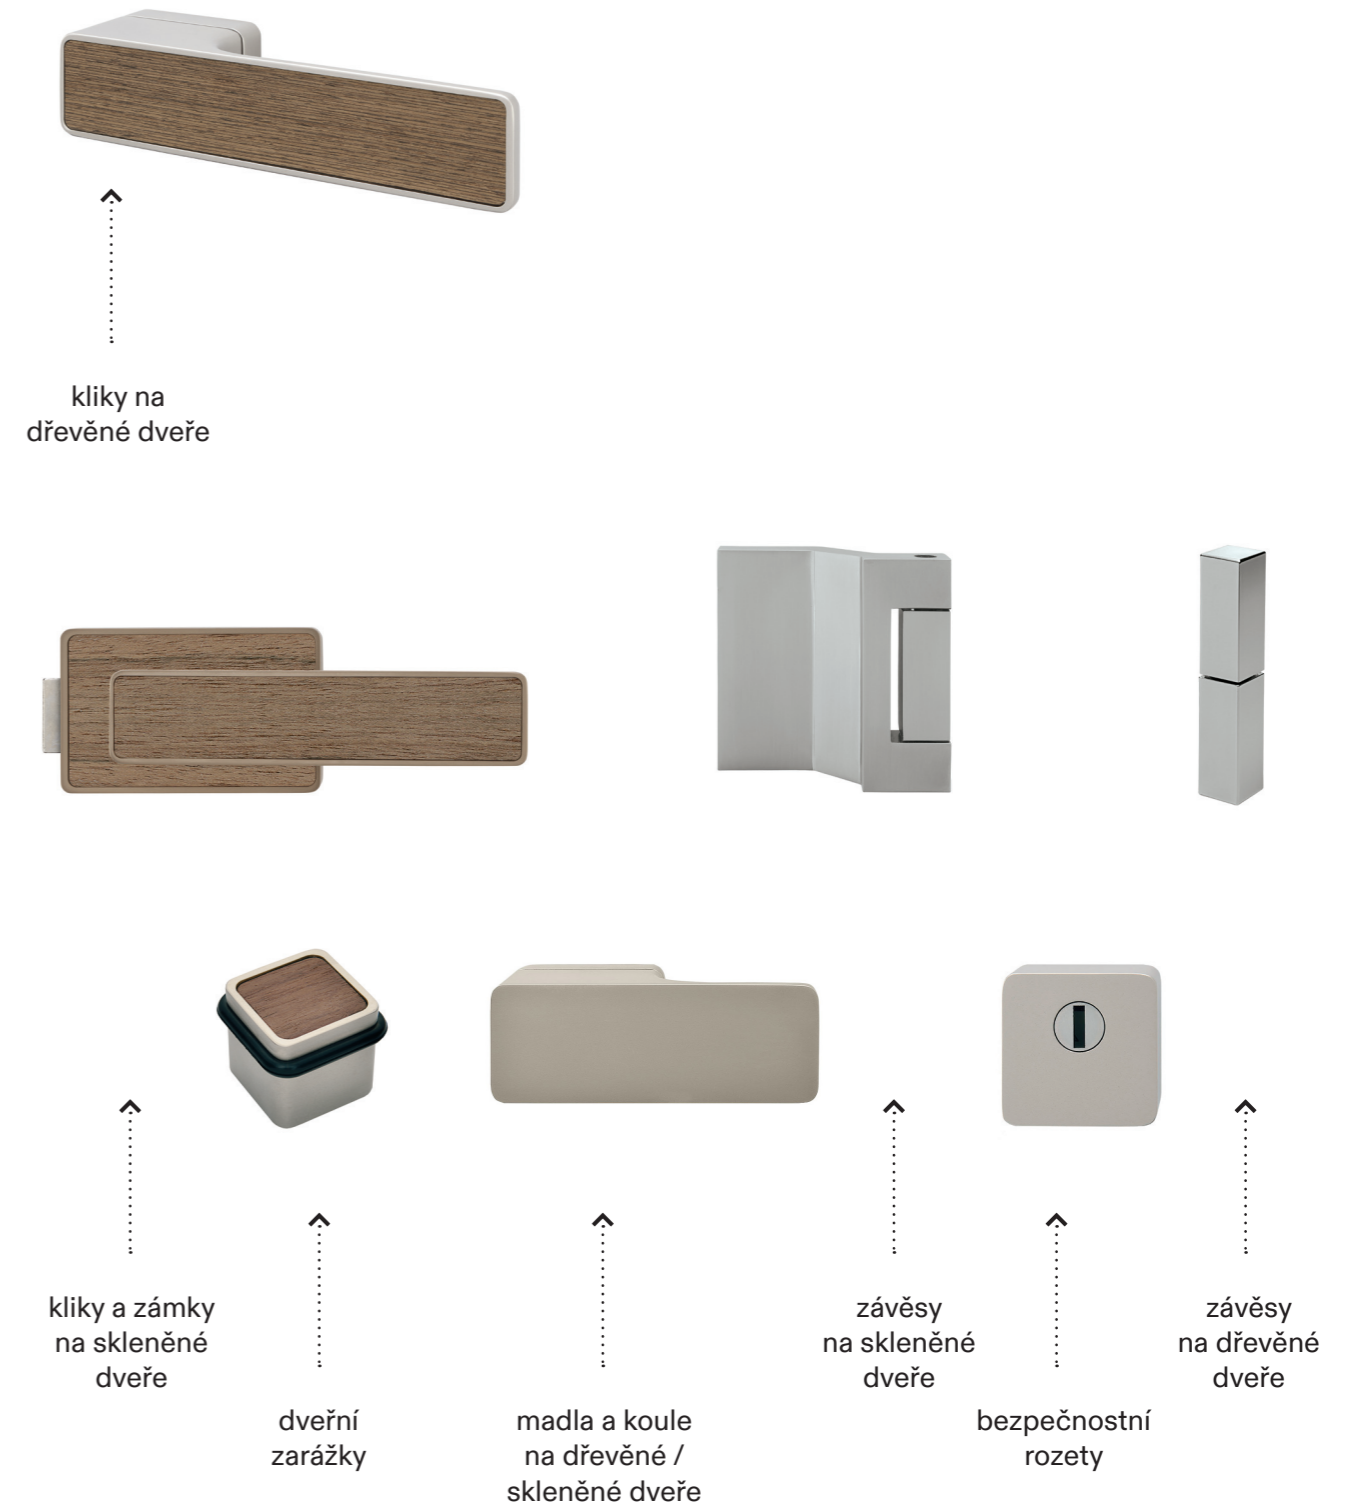 kliky na
dřevěné dveře
kliky a zámky
na skleněné
dveře
dveřní
zarážky
madla a koule
na dřevěné /
skleněné dveře
závěsy
na skleněné
dveře
bezpečnostní
rozety
závěsy
na dřevěné
dveře